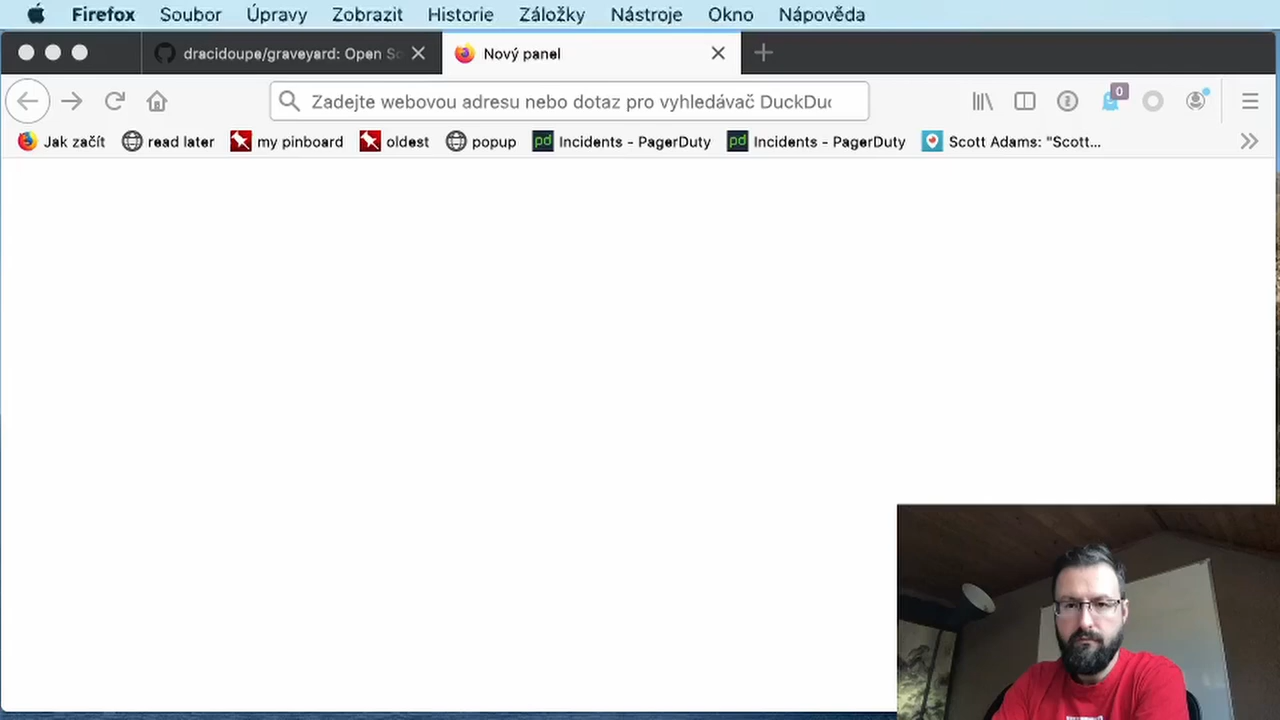 Firefox Soubor Úpravy Zobrazit Historie Záložky Nástroje Okno Nápověda
dracidoupe/graveyard: Open Sc
Nový panel
Zadejte webovou adresu nebo dotaz pro vyhledávač DuckDuc
0
Jak začít read later my pinboard oldest popup pd Incidents - PagerDuty pd Incidents - PagerDuty Scott Adams: "Scott...